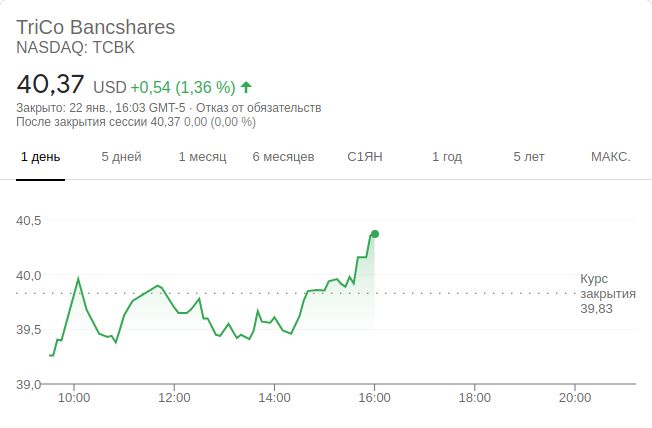 TriCo Bancshares
NASDAQ: TCBK
40,37 USD +0,54 (1,36 %)
Закрыто: 22 янв., 16:03 GMT-5 · Отказ от обязательств
После закрытия сессии 40,37 0,00 (0,00 %)
1 день 5 дней 1 месяц 6 месяцев С1ЯН 1 год 5 лет МАКС.
40,5
40,0
39,5
39,0
Курс
закрытия
39,83
10:00 12:00 14:00 16:00 18:00 20:00